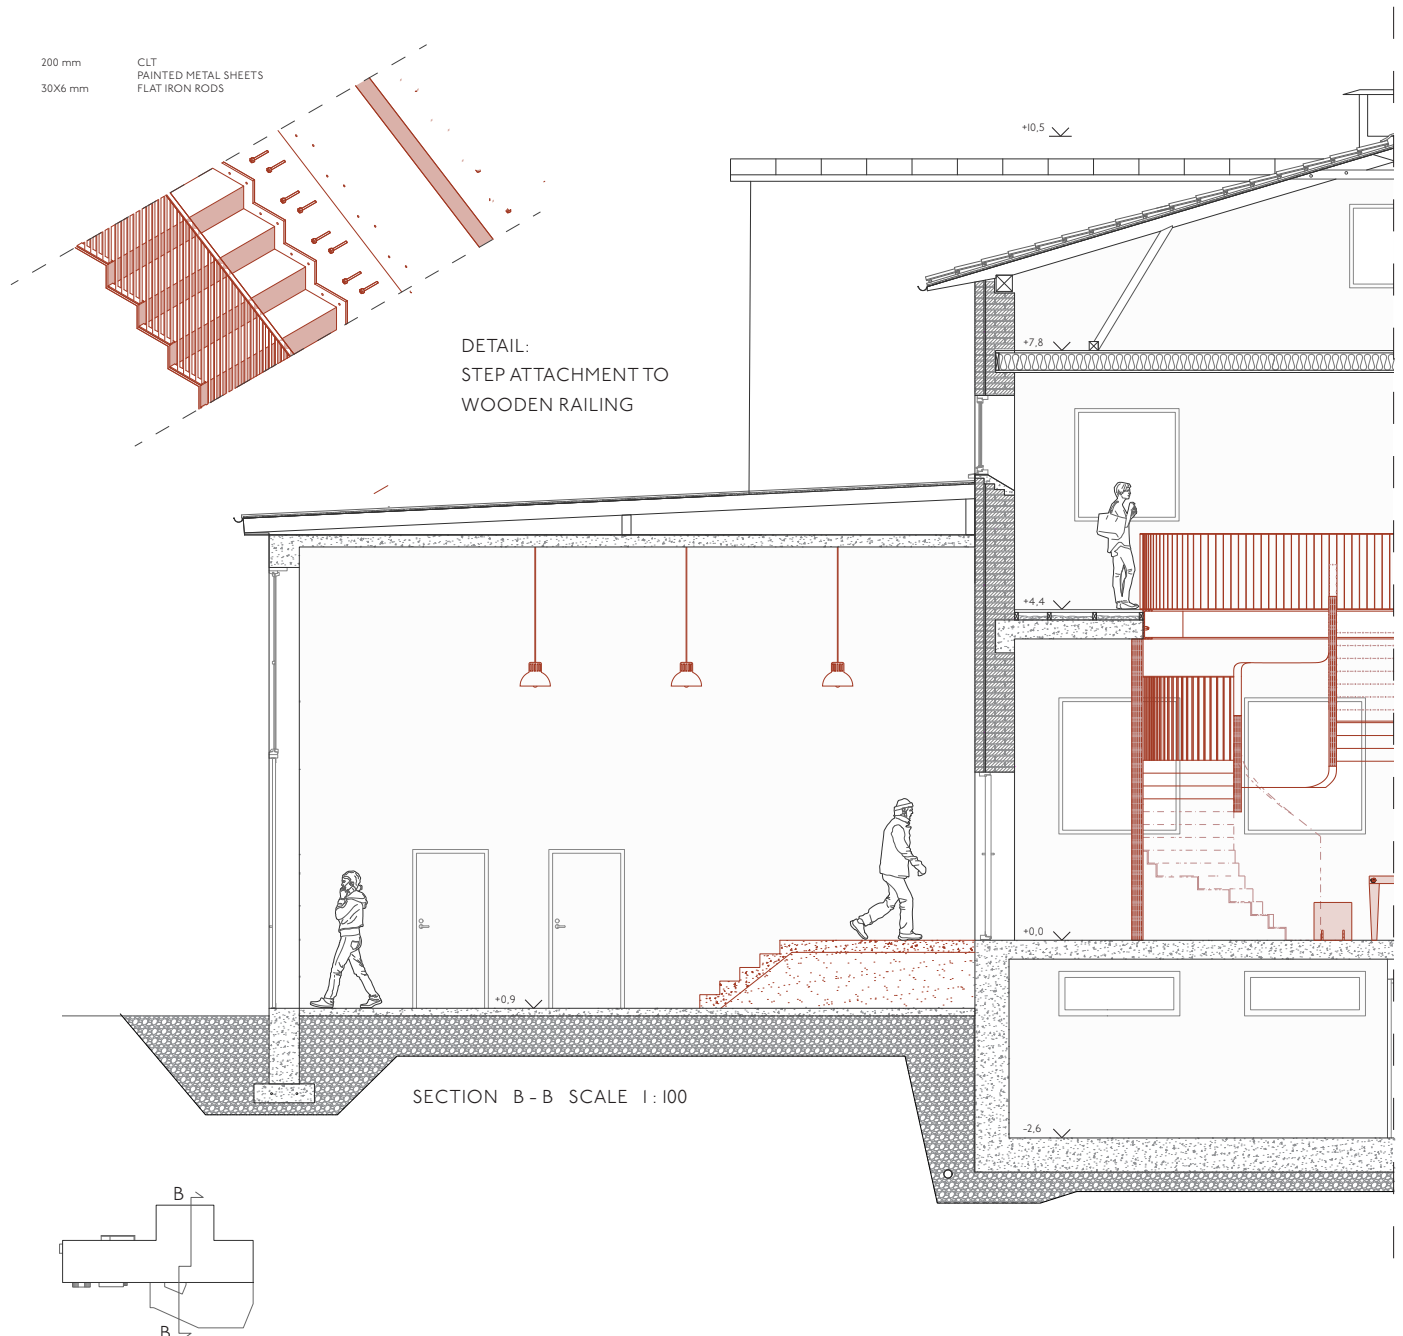 200 mm CLT
PAINTED METAL SHEETS
30X6 mm FLAT IRON RODS
+10,5
DETAIL:
STEP ATTACHMENT TO
WOODEN RAILING
+7,8
+4,4
+0,0
+0,9
SECTION B - B SCALE 1 : 100
-2,6
B
B